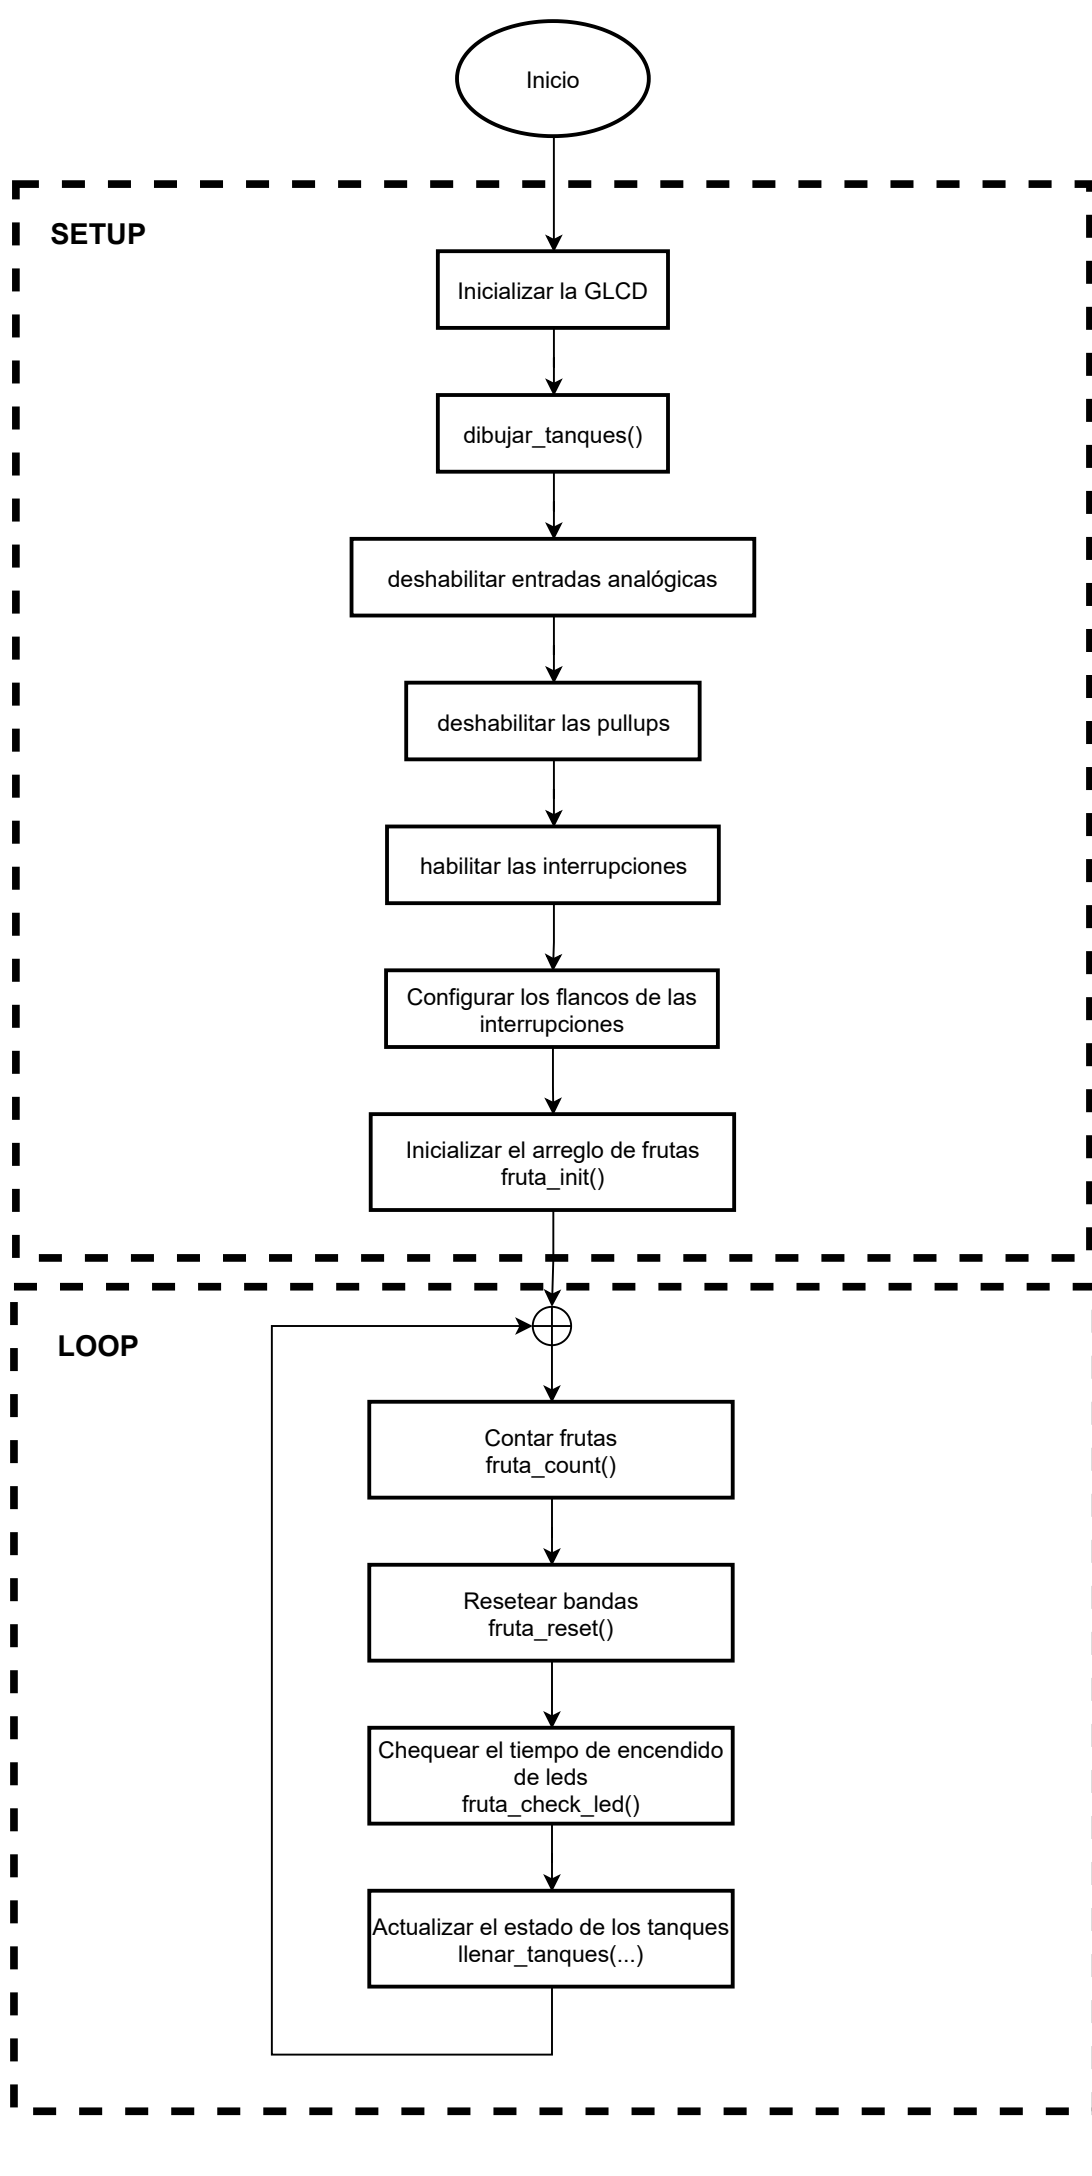 Inicio
SETUP
Inicializar la GLCD
dibujar_tanques()
deshabilitar entradas analógicas
deshabilitar las pullups
habilitar las interrupciones
Configurar los flancos de las
interrupciones
Inicializar el arreglo de frutas
fruta_init()
LOOP
Contar frutas
fruta_count()
Resetear bandas
fruta_reset()
Chequear el tiempo de encendido
de leds
fruta_check_led()
Actualizar el estado de los tanques
llenar_tanques(...)